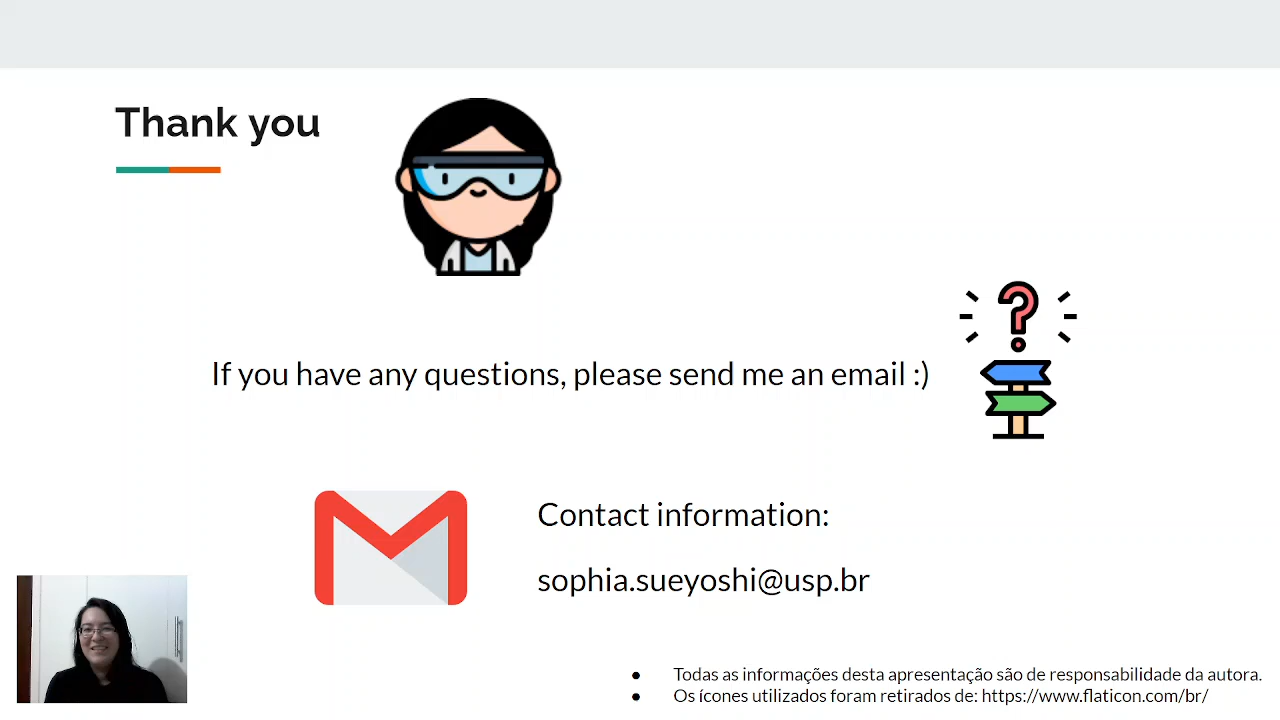 Thank you
If you have any questions, please send me an email :)
Contact information:
sophia.sueyoshi@usp.br
● Todas as informações desta apresentação são de responsabilidade da autora.
● Os ícones utilizados foram retirados de: https://www.flaticon.com/br/